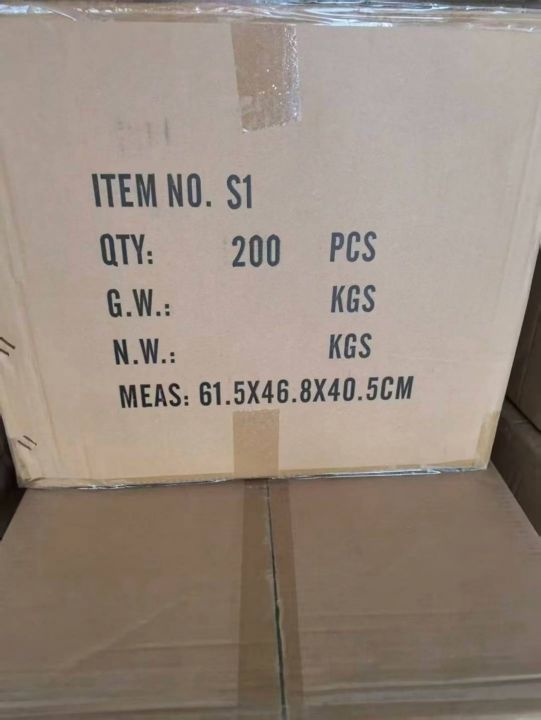 ITEM NO. S1
QTY: 200 PCS
G.W.: KGS
N.W.: KGS
MEAS: 61.5X46.8X40.5CM